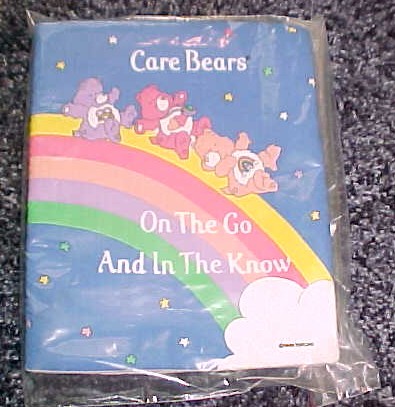 Care Bears
On The Go
And In The Know